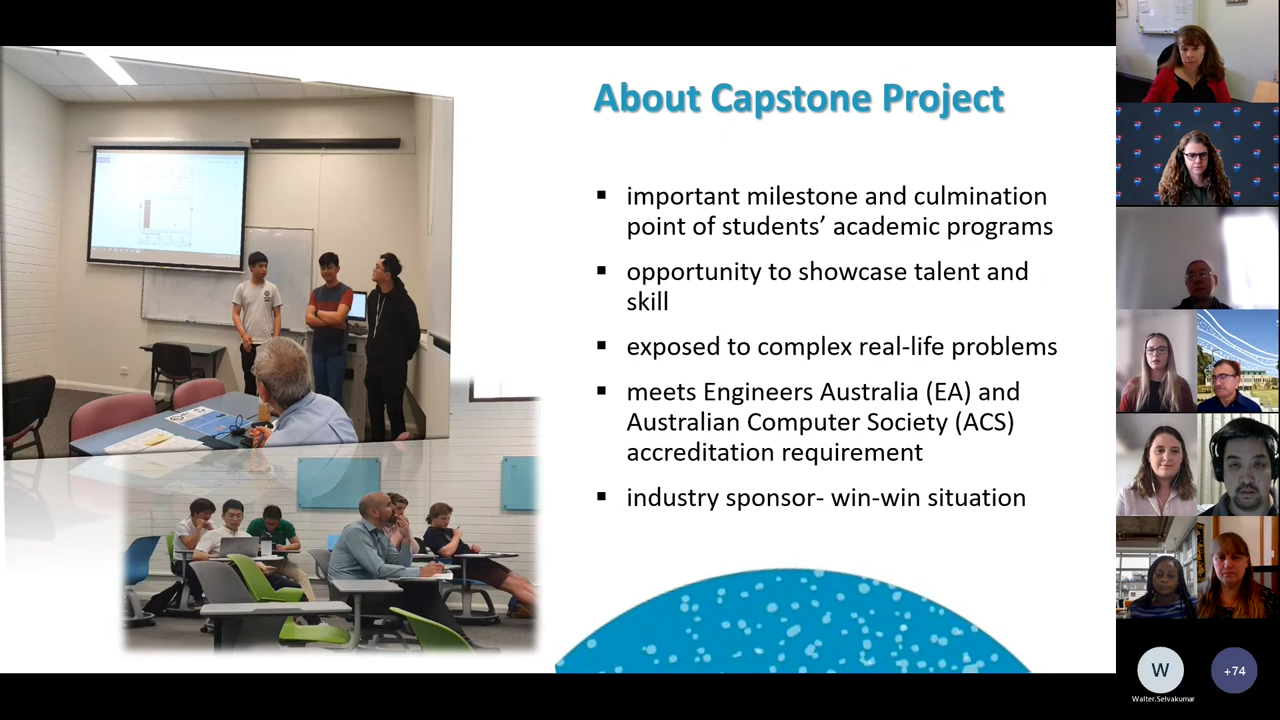 About Capstone Project
▪ important milestone and culmination
point of students’ academic programs
▪ opportunity to showcase talent and
skill
▪ exposed to complex real-life problems
▪ meets Engineers Australia (EA) and
Australian Computer Society (ACS)
accreditation requirement
▪ industry sponsor- win-win situation
W
+74
Walter.Selvakumar